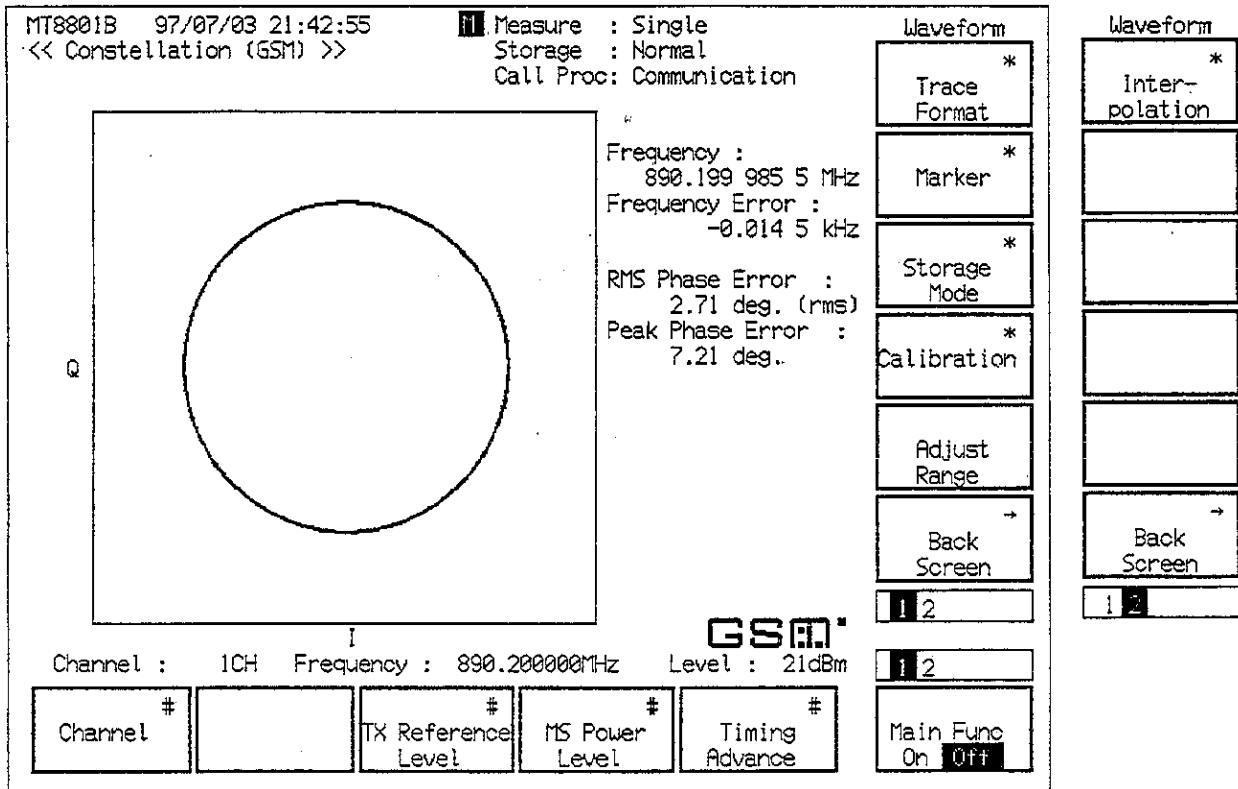 MT8801B 97/07/03 21:42:55
<< Constellation (GSM) >>
M Measure : Single
Storage : Normal
Call Proc: Communication
Frequency :
890.199 985 5 MHz
Frequency Error :
-0.014 5 kHz
RMS Phase Error :
2.71 deg. (rms)
Peak Phase Error :
7.21 deg.
Q
I
GSM
Channel : 1CH Frequency : 890.200000MHz Level : 21dBm
#
Channel
#
TX Reference
Level
#
MS Power
Level
#
Timing
Advance
Waveform
*
Trace
Format
*
Marker
*
Storage
Mode
*
Calibration
Adjust
Range
→
Back
Screen
1 2
1 2
Main Func
On Off
Waveform
*
Inter-
polation
→
Back
Screen
1 2